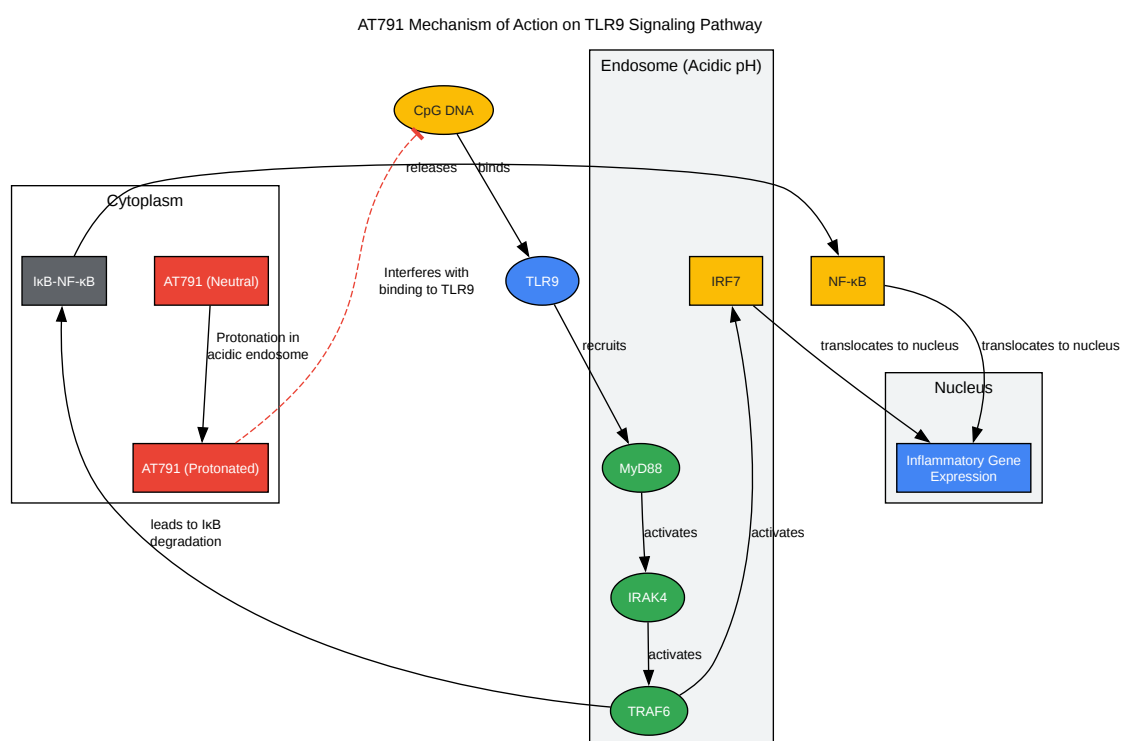 AT791 Mechanism of Action on TLR9 Signaling Pathway
Endosome (Acidic pH)
CpG DNA
releases
binds
Cytoplasm
IκB-NF-κB
AT791 (Neutral)
Interferes with
binding to TLR9
TLR9
IRF7
NF-κB
Protonation in
acidic endosome
recruits
translocates to nucleus
translocates to nucleus
Nucleus
AT791 (Protonated)
MyD88
Inflammatory Gene
Expression
leads to IκB
degradation
activates
activates
IRAK4
activates
TRAF6